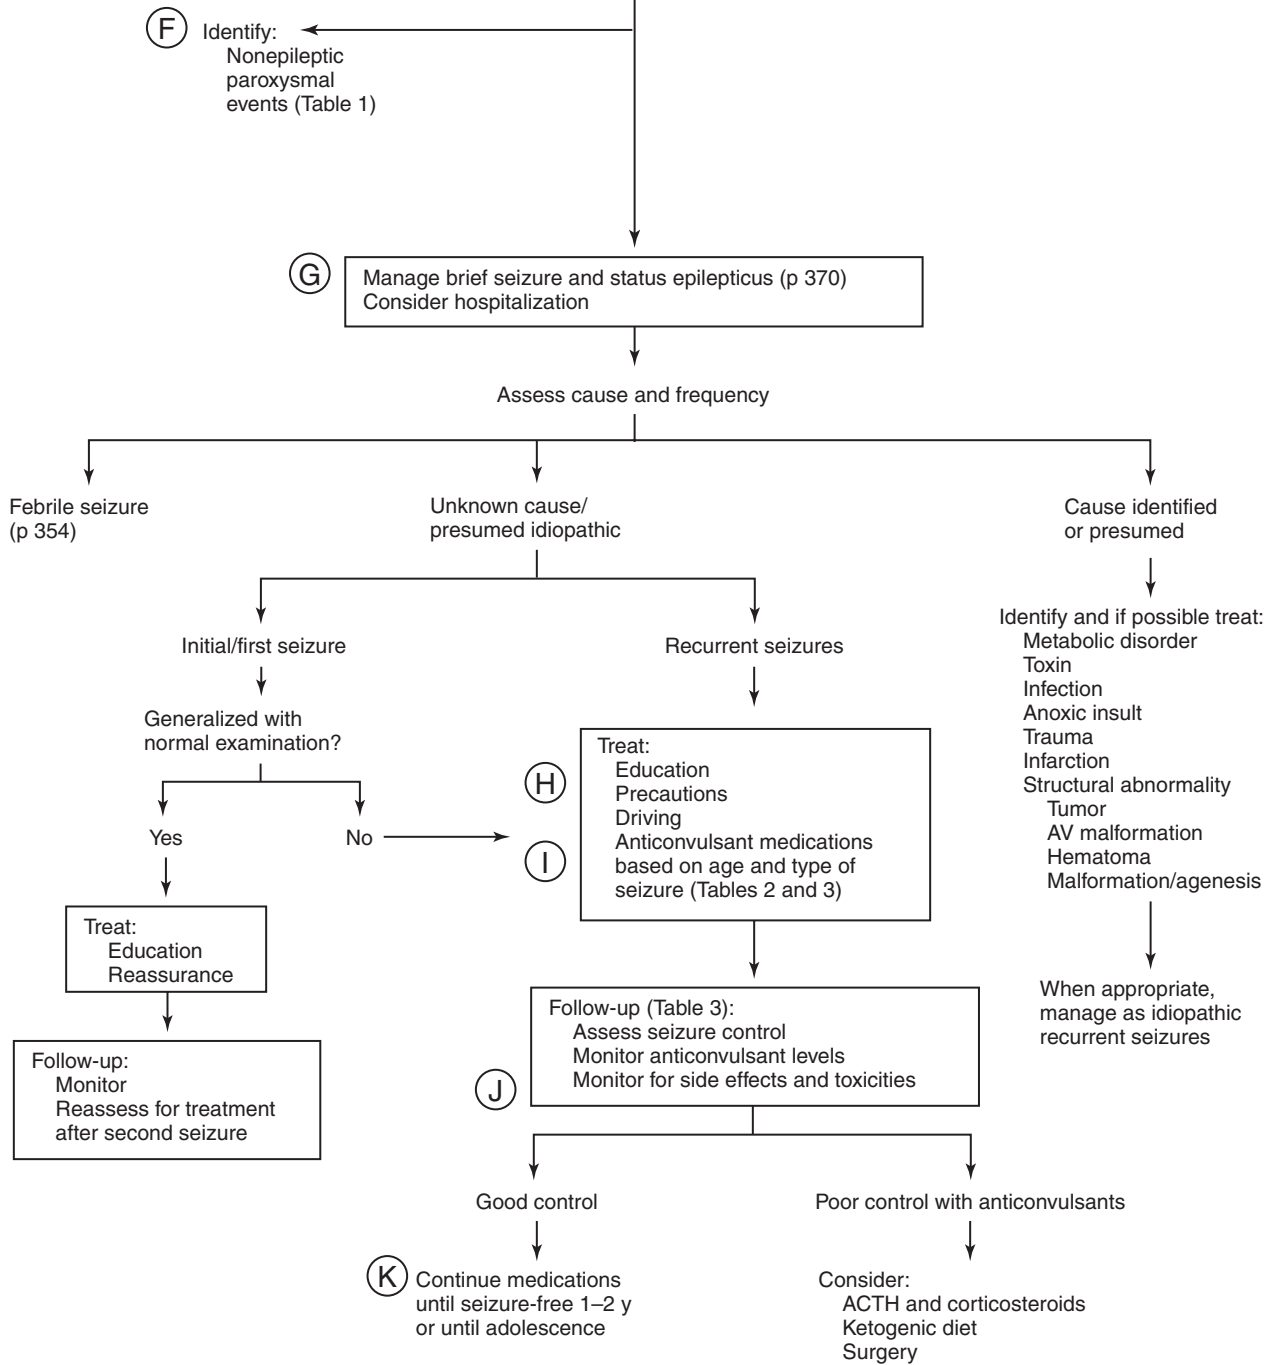 F
Identify:
Nonepileptic
paroxysmal
events (Table 1)
G
Manage brief seizure and status epilepticus (p 370)
Consider hospitalization
Assess cause and frequency
Febrile seizure
(p 354)
Unknown cause/
presumed idiopathic
Cause identified
or presumed
Initial/first seizure
Recurrent seizures
Identify and if possible treat:
Metabolic disorder
Toxin
Infection
Anoxic insult
Trauma
Infarction
Structural abnormality
Tumor
AV malformation
Hematoma
Malformation/agenesis
Generalized with
normal examination?
Yes
No
H
I
Treat:
Education
Precautions
Driving
Anticonvulsant medications
based on age and type of
seizure (Tables 2 and 3)
Treat:
Education
Reassurance
Follow-up:
Monitor
Reassess for treatment
after second seizure
J
Follow-up (Table 3):
Assess seizure control
Monitor anticonvulsant levels
Monitor for side effects and toxicities
When appropriate,
manage as idiopathic
recurrent seizures
Good control
Poor control with anticonvulsants
K
Continue medications
until seizure-free 1–2 y
or until adolescence
Consider:
ACTH and corticosteroids
Ketogenic diet
Surgery